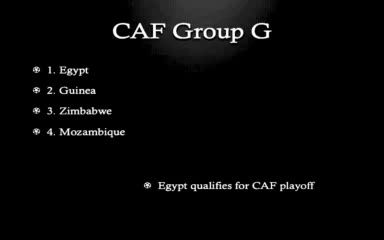 CAF Group G
1. Egypt
2. Guinea
3. Zimbabwe
4. Mozambique
Egypt qualifies for CAF playoff